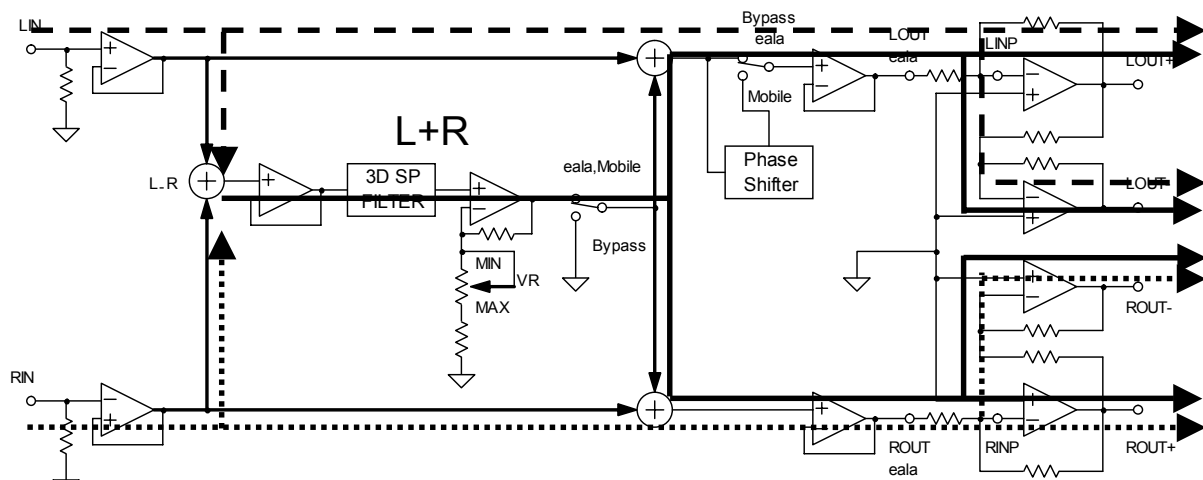 LIN
Bypass
eala
LOUT
eala
LINP
LOUT+
Mobile
L+R
eala,Mobile
Phase
Shifter
L-R
3D SP
FILTER
LOUT-
Bypass
MIN
VR
MAX
ROUT-
RIN
ROUT
eala
RINP
ROUT+